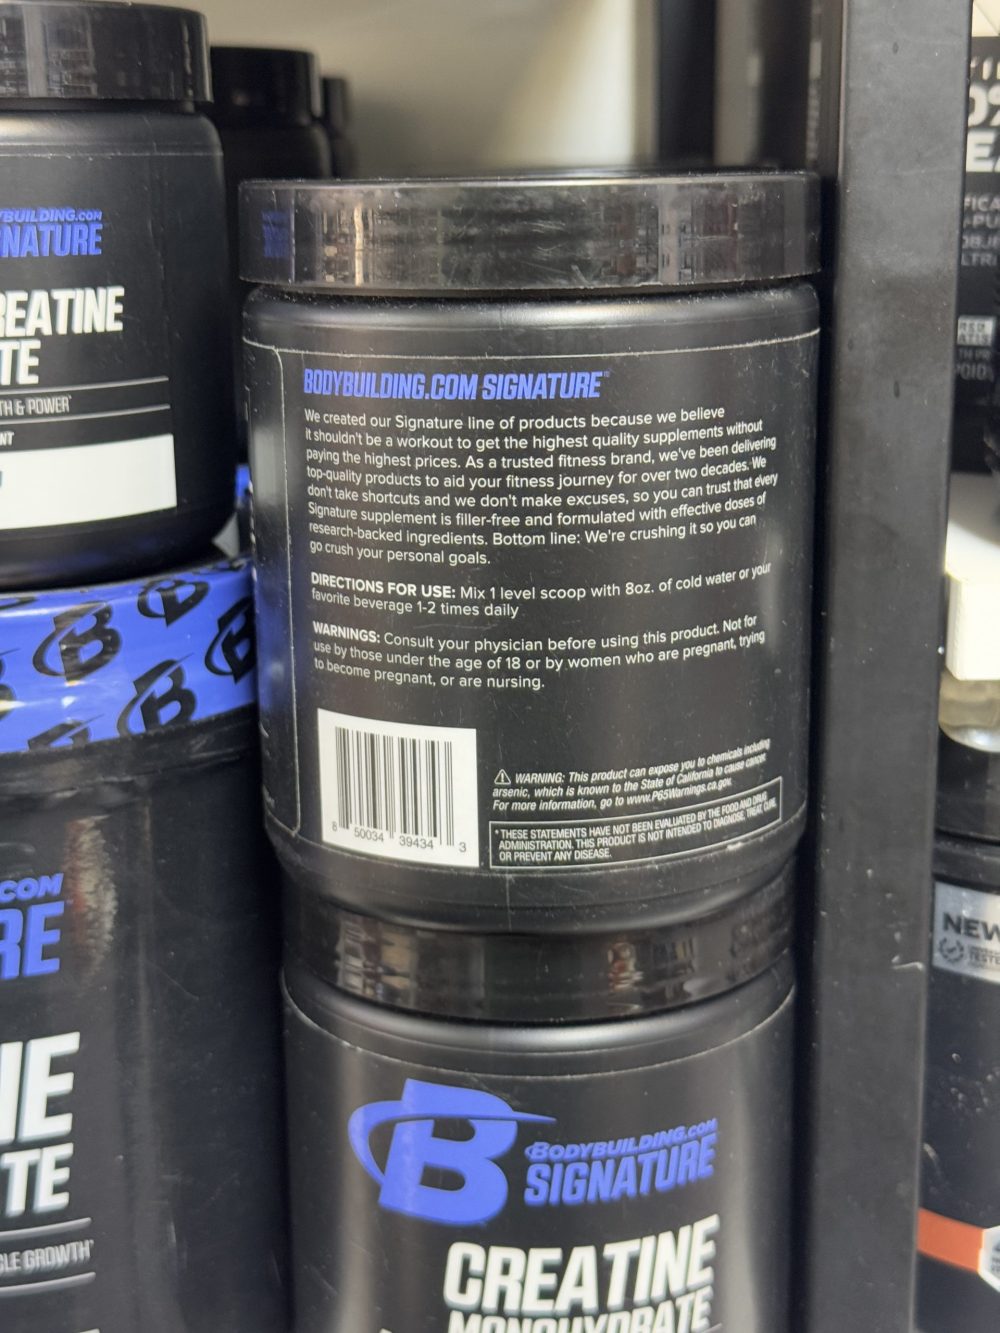 BUILDING.COM
NATURE
REATINE
TE
TH & POWER*
NT
BODYBUILDING.COM SIGNATURE®
We created our Signature line of products because we believe
it shouldn't be a workout to get the highest quality supplements without
paying the highest prices. As a trusted fitness brand, we've been delivering
top-quality products to aid your fitness journey for over two decades. We
don't take shortcuts and we don't make excuses, so you can trust that every
Signature supplement is filler-free and formulated with effective doses of
research-backed ingredients. Bottom line: We're crushing it so you can
go crush your personal goals.
DIRECTIONS FOR USE: Mix 1 level scoop with 8oz. of cold water or your
favorite beverage 1-2 times daily
WARNINGS: Consult your physician before using this product. Not for
use by those under the age of 18 or by women who are pregnant, trying
to become pregnant, or are nursing.
8 50034 39434 3
⚠ WARNING: This product can expose you to chemicals including
arsenic, which is known to the State of California to cause cancer.
For more information, go to www.P65Warnings.ca.gov.
* THESE STATEMENTS HAVE NOT BEEN EVALUATED BY THE FOOD AND DRUG
ADMINISTRATION. THIS PRODUCT IS NOT INTENDED TO DIAGNOSE, TREAT, CURE,
OR PREVENT ANY DISEASE.
B
B
B
B
.COM
RE
NE
TE
CLE GROWTH*
B
BODYBUILDING.COM
SIGNATURE
CREATINE
MONOHYDRATE
NEW